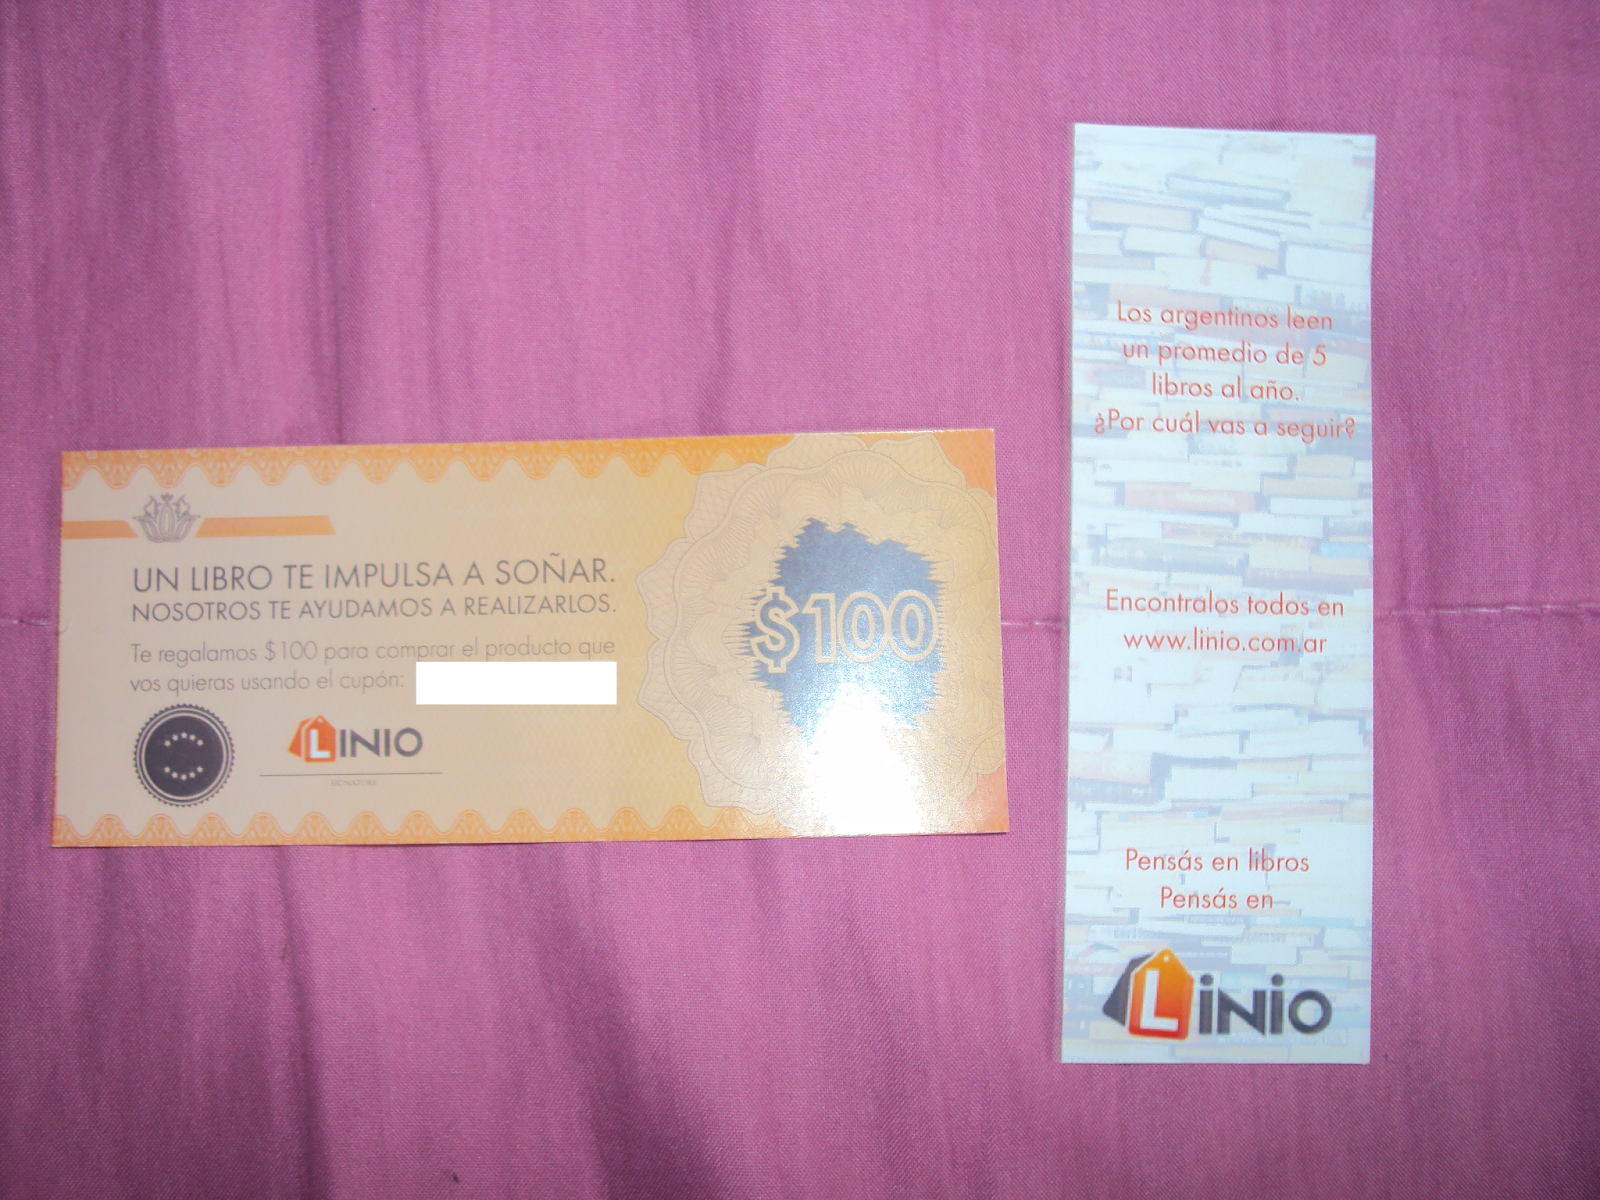 UN LIBRO TE IMPULSA A SOÑAR.
NOSOTROS TE AYUDAMOS A REALIZARLOS.
Te regalamos $100 para comprar el producto que
vos quieras usando el cupón:
LINIO
SIGNATURE
$100
Los argentinos leen
un promedio de 5
libros al año.
¿Por cuál vas a seguir?
Encontralos todos en
www.linio.com.ar
Pensás en libros
Pensás en
LINIO